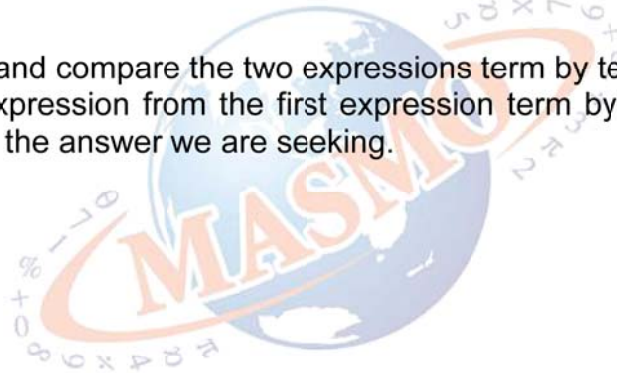 and compare the two expressions term by te
xpression from the first expression term by
the answer we are seeking.
MASMO